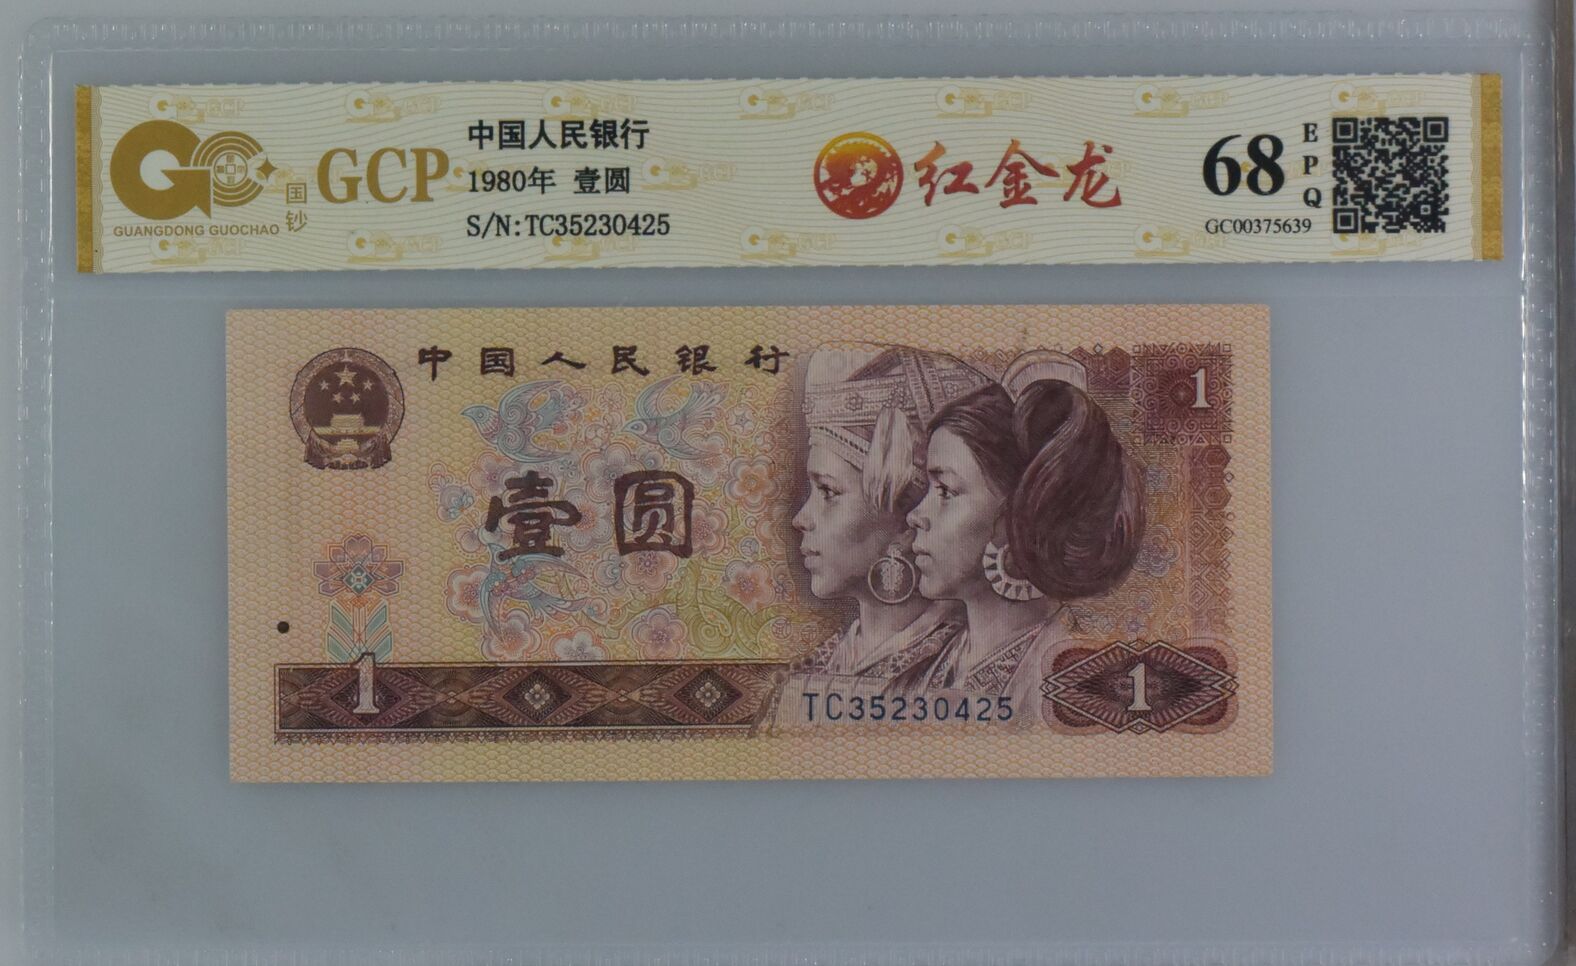 GUANGDONG GUOCHAO
国钞
GCP
中国人民银行
1980年 壹圆
S/N:TC35230425
红金龙
68
EPQ
GC00375639
中国人民银行
1
壹圆
1
TC35230425
1